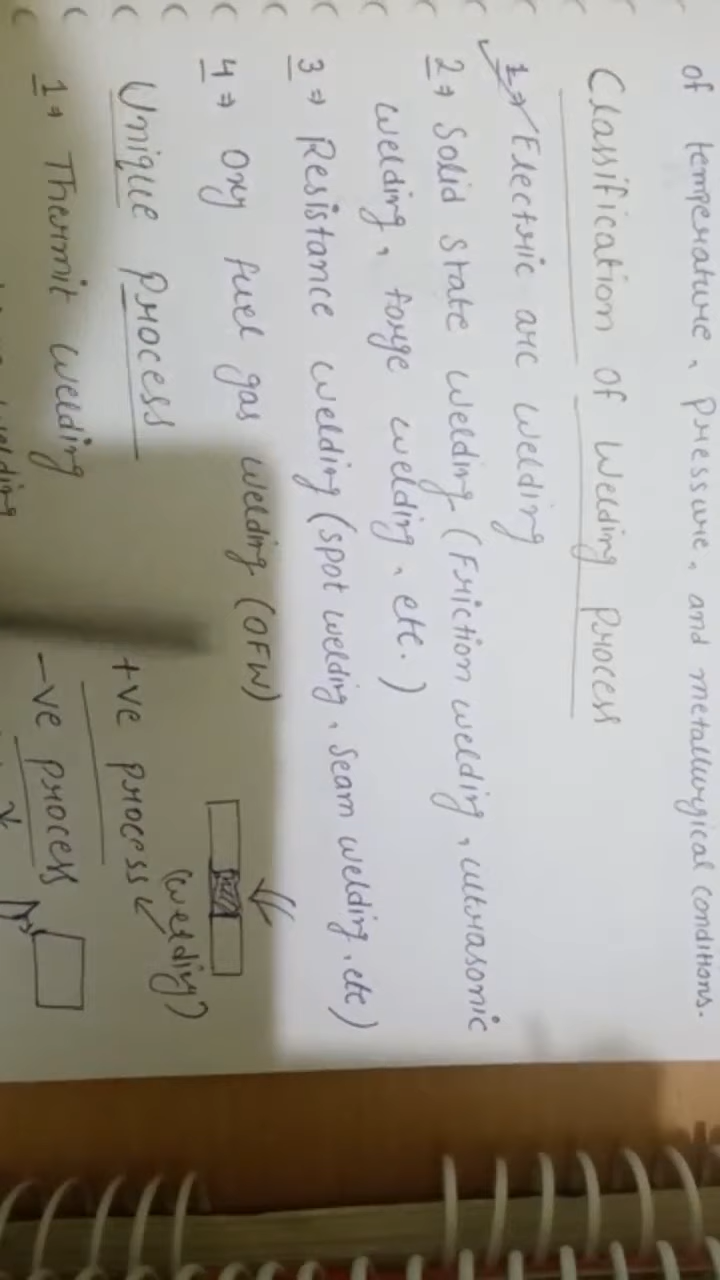 of temperature, pressure, and metallurgical conditions.
Classification of Welding process
1⇒ Electric arc welding
2⇒ Solid state welding (Friction welding, ultrasonic
welding, forge welding, etc.)
3⇒ Resistance welding (spot welding, seam welding, etc)
4⇒ Oxy fuel gas welding (OFW)
Unique process
+ve process
(welding)
1⇒ Thermit welding
-ve process
welding